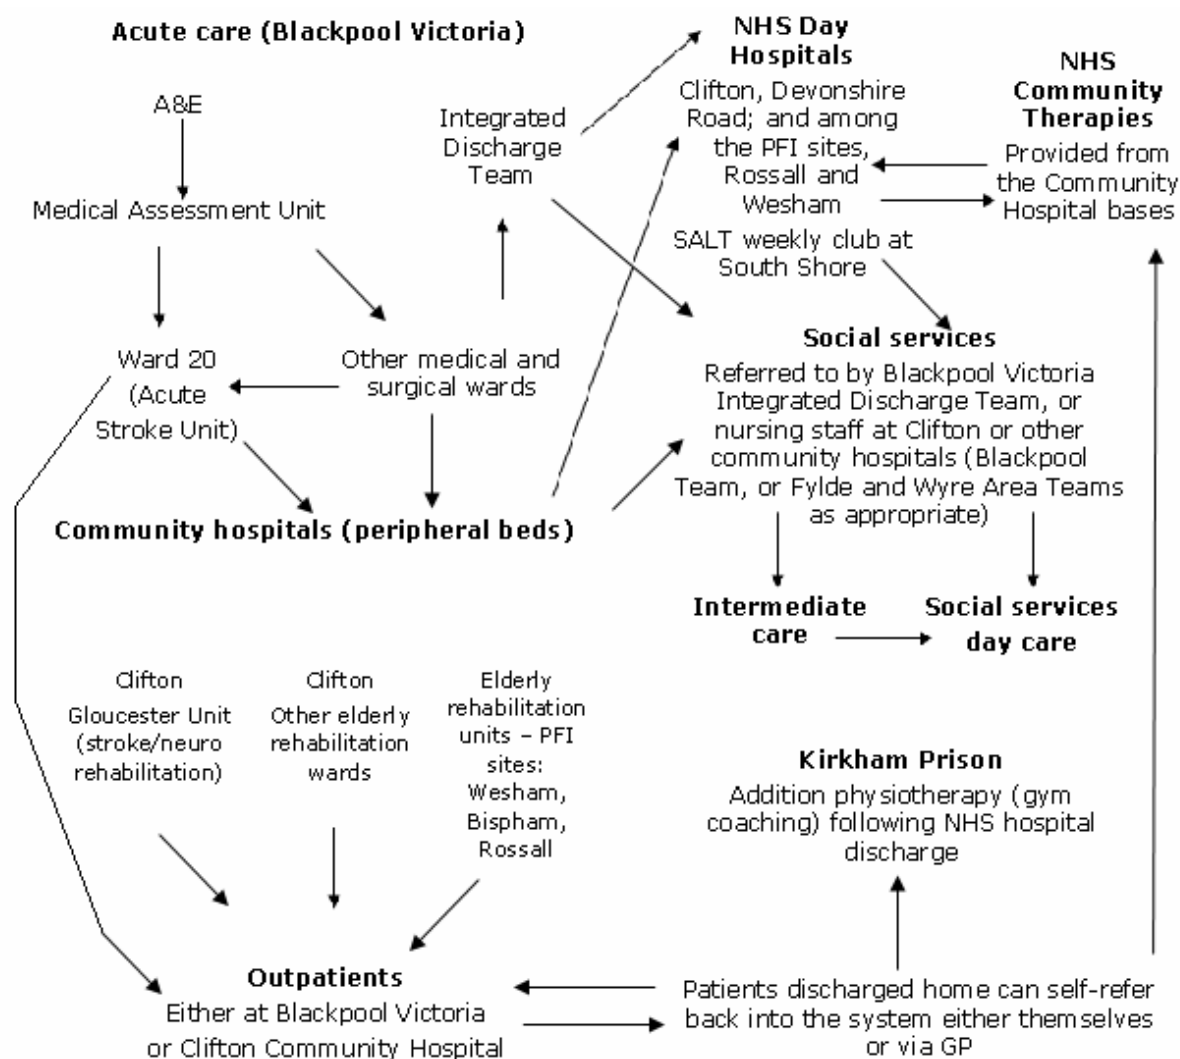 Acute care (Blackpool Victoria)
A&E
Medical Assessment Unit
Integrated
Discharge
Team
Ward 20
(Acute
Stroke Unit)
Other medical and
surgical wards
NHS Day
Hospitals
Clifton, Devonshire
Road; and among
the PFI sites,
Rossall and
Wesham
SALT weekly club at
South Shore
NHS
Community
Therapies
Provided from
the Community
Hospital bases
Social services
Referred to by Blackpool Victoria
Integrated Discharge Team, or
nursing staff at Clifton or other
community hospitals (Blackpool
Team, or Fylde and Wyre Area Teams
as appropriate)
Community hospitals (peripheral beds)
Intermediate
care
Social services
day care
Clifton
Gloucester Unit
(stroke/neuro
rehabilitation)
Clifton
Other elderly
rehabilitation
wards
Elderly
rehabilitation
units – PFI
sites:
Wesham,
Bispham,
Rossall
Kirkham Prison
Addition physiotherapy (gym
coaching) following NHS hospital
discharge
Outpatients
Either at Blackpool Victoria
or Clifton Community Hospital
Patients discharged home can self-refer
back into the system either themselves
or via GP